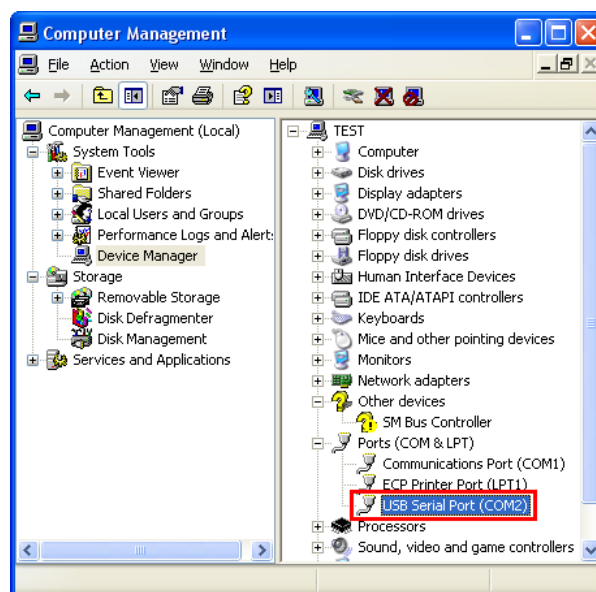 Computer Management
File Action View Window Help
Computer Management (Local)
System Tools
Event Viewer
Shared Folders
Local Users and Groups
Performance Logs and Alert:
Device Manager
Storage
Removable Storage
Disk Defragmenter
Disk Management
Services and Applications
TEST
Computer
Disk drives
Display adapters
DVD/CD-ROM drives
Floppy disk controllers
Floppy disk drives
Human Interface Devices
IDE ATA/ATAPI controllers
Keyboards
Mice and other pointing devices
Monitors
Network adapters
Other devices
SM Bus Controller
Ports (COM & LPT)
Communications Port (COM1)
ECP Printer Port (LPT1)
USB Serial Port (COM2)
Processors
Sound, video and game controllers